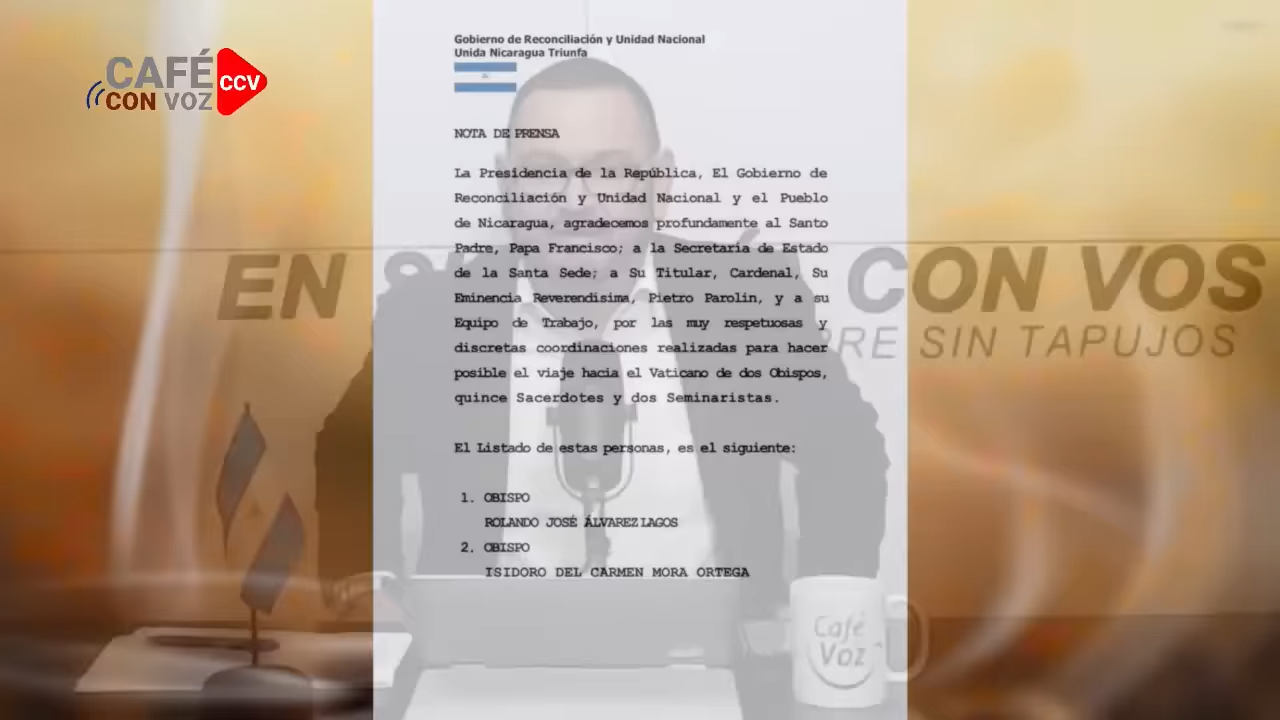 CAFÉ
CON VOZ
CCV
Gobierno de Reconciliación y Unidad Nacional
Unida Nicaragua Triunfa
NOTA DE PRENSA
La Presidencia de la República, El Gobierno de
Reconciliación y Unidad Nacional y el Pueblo
de Nicaragua, agradecemos profundamente al Santo
Padre, Papa Francisco; a la Secretaría de Estado
de la Santa Sede; a Su Titular, Cardenal, Su
Eminencia Reverendísima, Pietro Parolin, y a su
Equipo de Trabajo, por las muy respetuosas y
discretas coordinaciones realizadas para hacer
posible el viaje hacia el Vaticano de dos Obispos,
quince Sacerdotes y dos Seminaristas.
El Listado de estas personas, es el siguiente:
1. OBISPO
ROLANDO JOSÉ ÁLVAREZ LAGOS
2. OBISPO
ISIDORO DEL CARMEN MORA ORTEGA
EN CON VOS
SIN TAPUJOS
Café
Voz